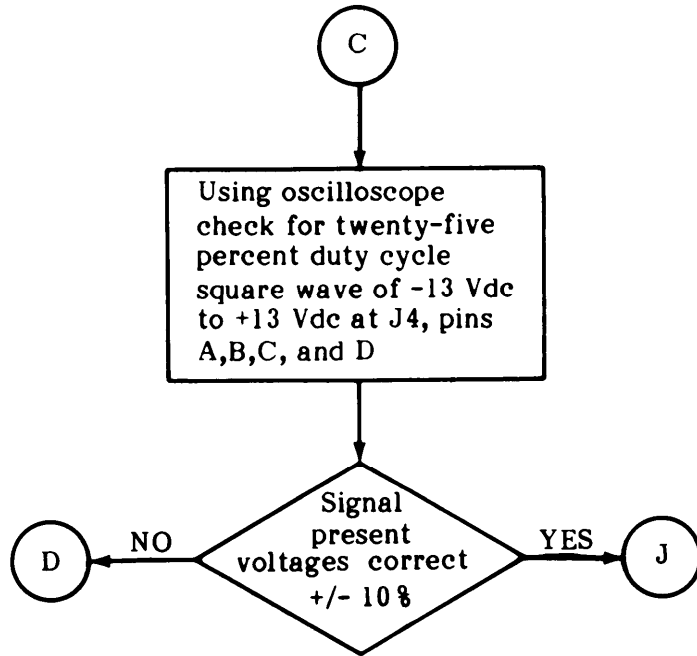 C
Using oscilloscope
check for twenty-five
percent duty cycle
square wave of -13 Vdc
to +13 Vdc at J4, pins
A,B,C, and D
Signal
present
voltages correct
+/- 10%
NO
YES
D
J